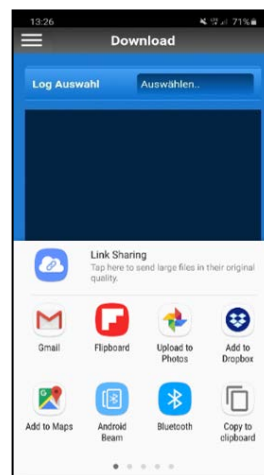 13:26
71%
Download
Log Auswahl
Auswählen..
Link Sharing
Tap here to send large files in their original
quality.
Gmail
Flipboard
Upload to
Photos
Add to
Dropbox
Add to Maps
Android
Beam
Bluetooth
Copy to
clipboard